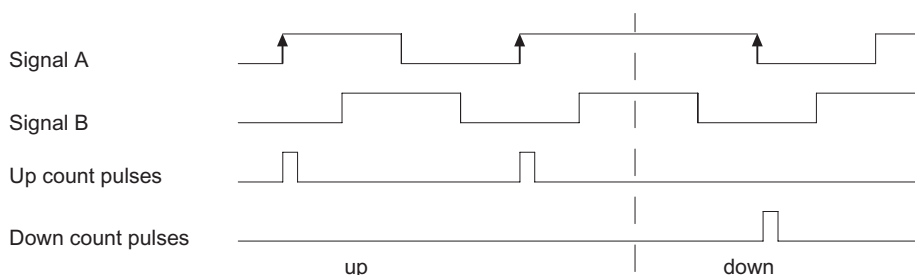 Signal A
Signal B
Up count pulses
Down count pulses
up down